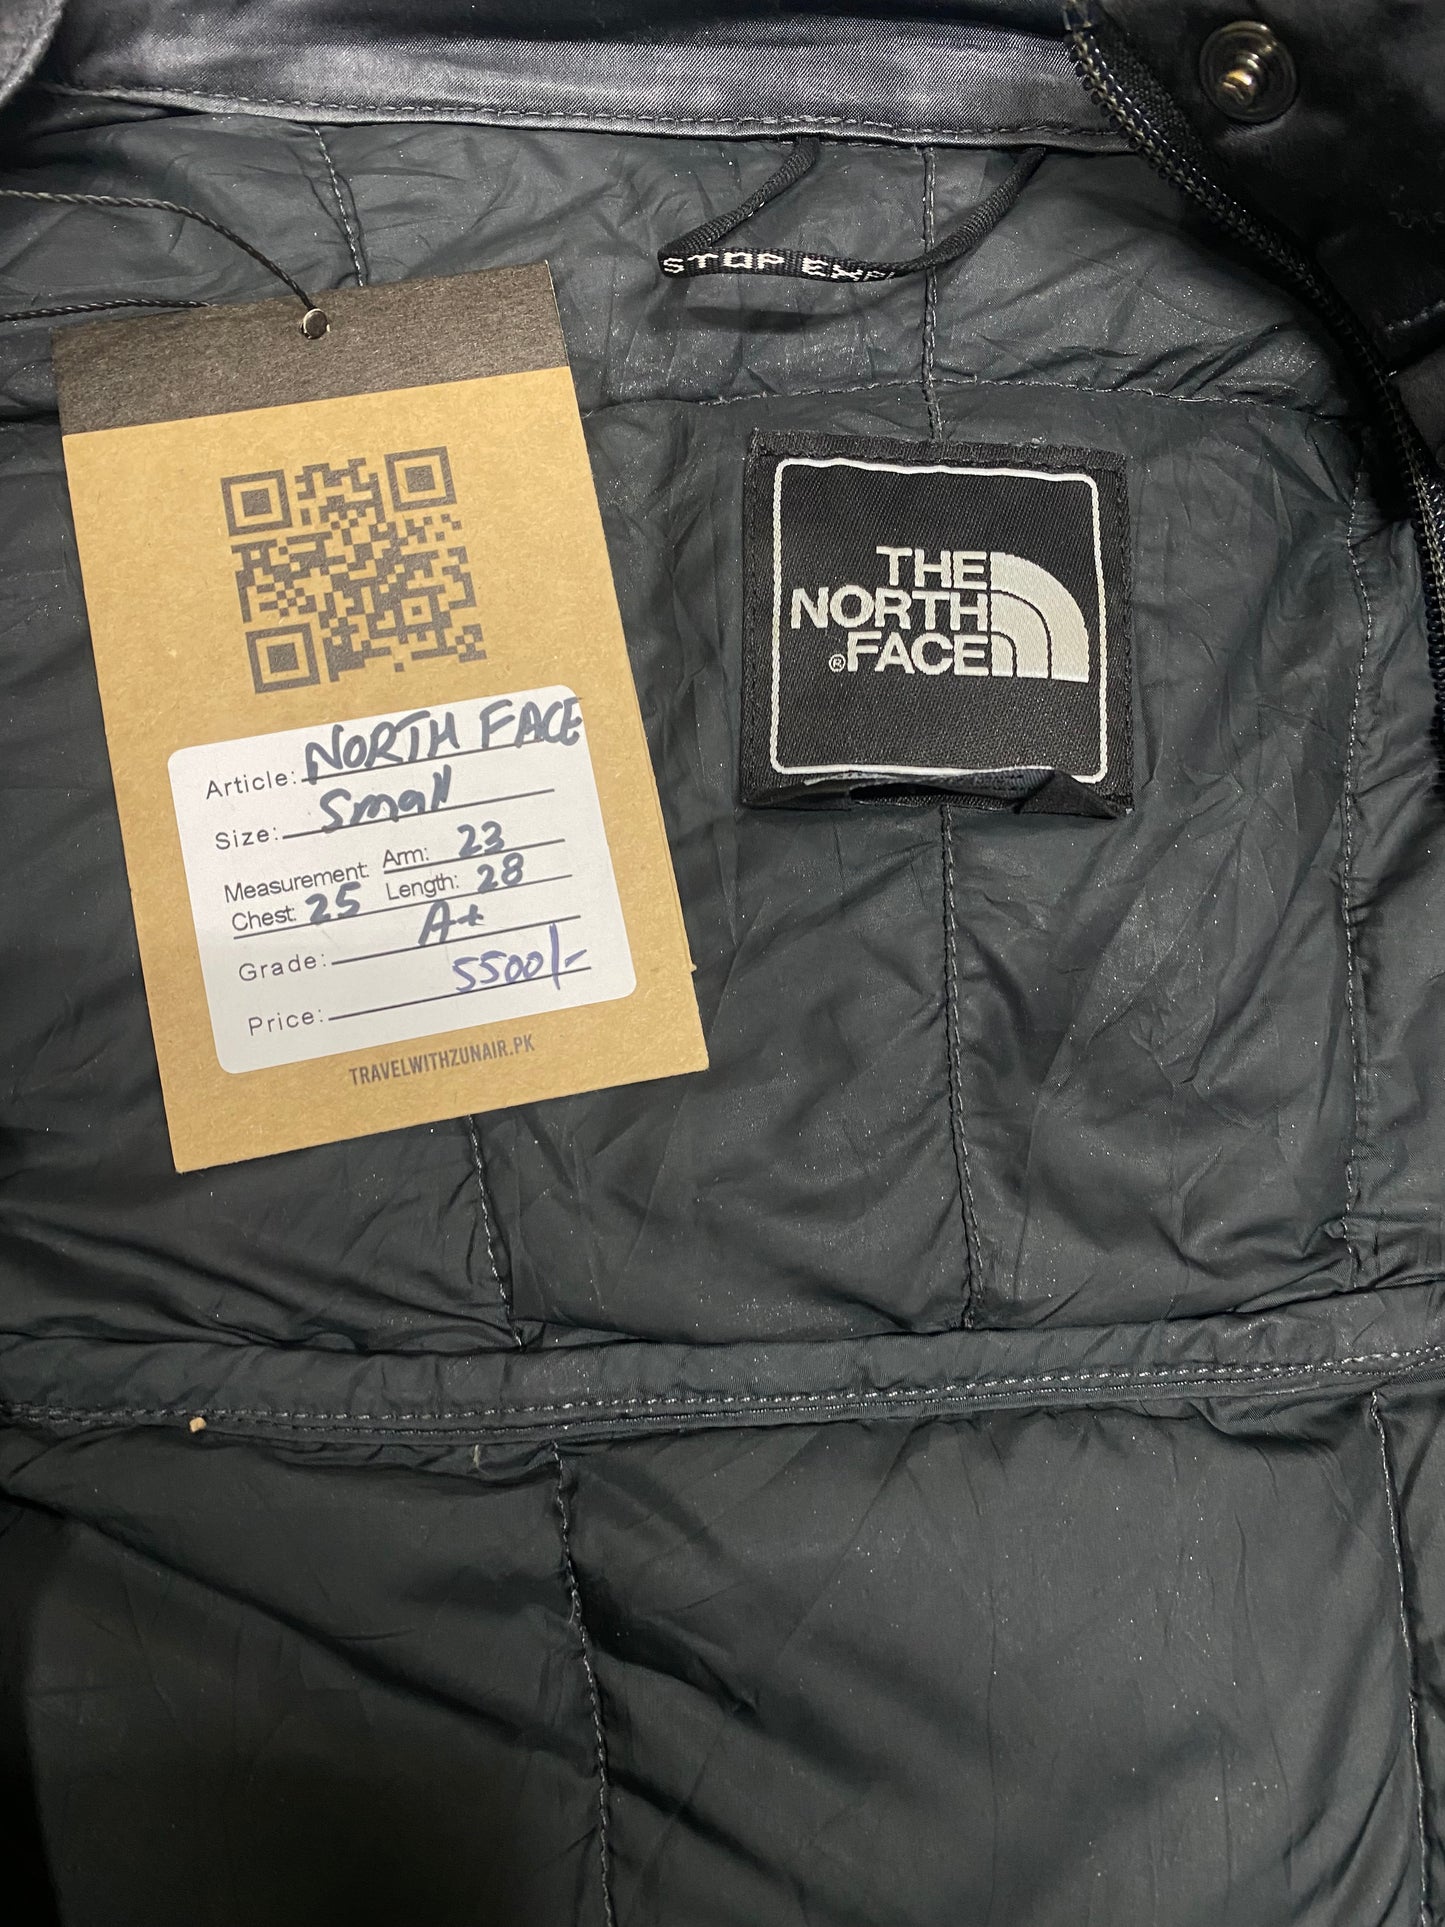 STOP EXPL
THE
NORTH
®FACE
Article: NORTH FACE
Size: Small
Measurement: Arm: 23
Chest: 25 Length: 28
Grade: A+
Price: 5500/-
TRAVELWITHZUNAIR.PK